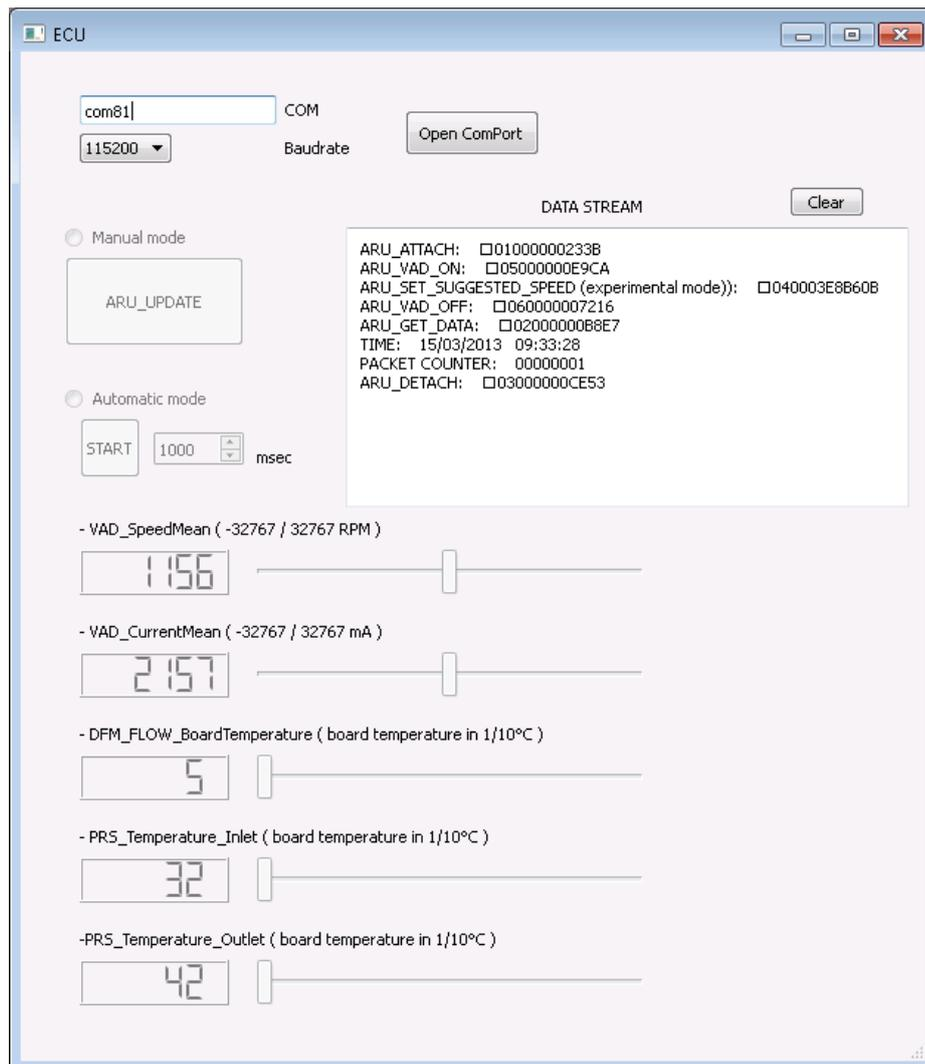 ECU
com81 COM
Open ComPort
115200 Baudrate
DATA STREAM Clear
Manual mode
ARU_UPDATE
ARU_ATTACH: □01000000233B
ARU_VAD_ON: □05000000E9CA
ARU_SET_SUGGESTED_SPEED (experimental mode)): □040003E8B60B
ARU_VAD_OFF: □060000007216
ARU_GET_DATA: □02000000B8E7
TIME: 15/03/2013 09:33:28
PACKET COUNTER: 00000001
ARU_DETACH: □03000000CE53
Automatic mode
START 1000 msec
- VAD_SpeedMean ( -32767 / 32767 RPM )
1156
- VAD_CurrentMean ( -32767 / 32767 mA )
2157
- DFM_FLOW_BoardTemperature ( board temperature in 1/10°C )
5
- PRS_Temperature_Inlet ( board temperature in 1/10°C )
32
-PRS_Temperature_Outlet ( board temperature in 1/10°C )
42